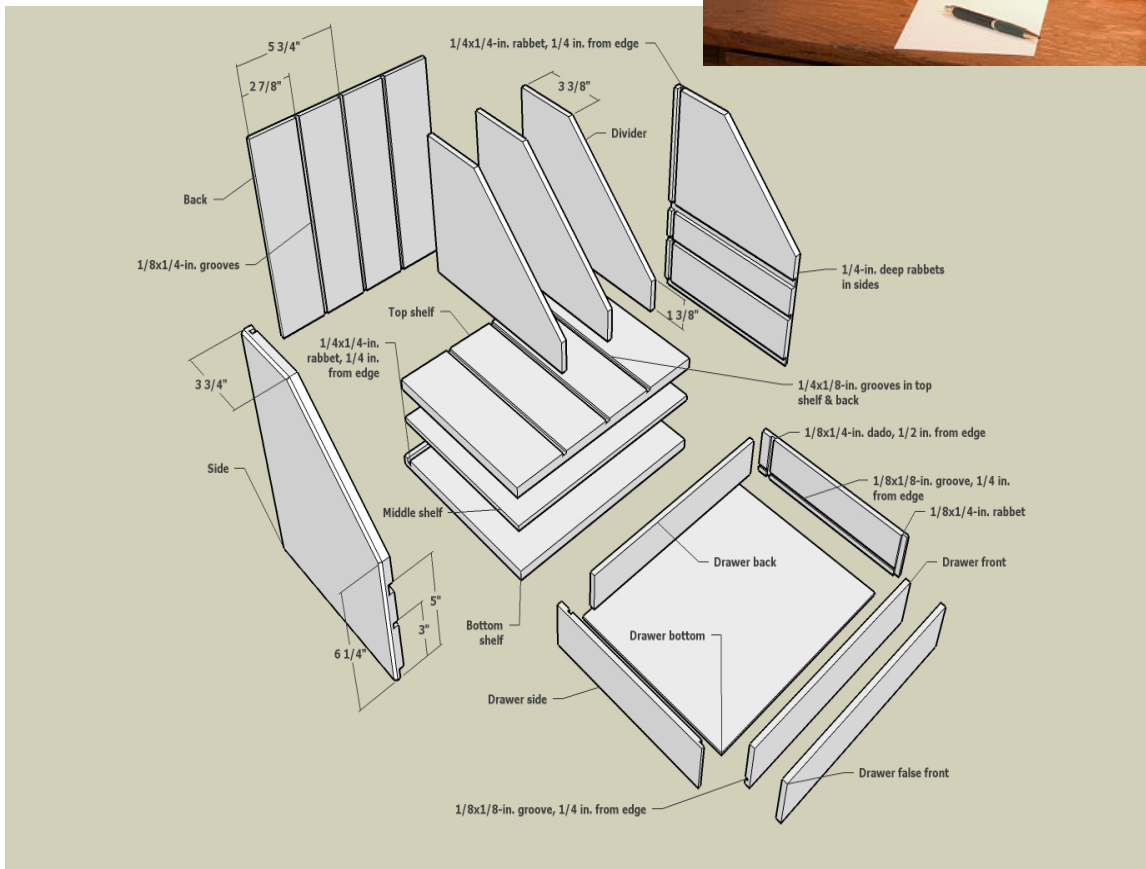 5 3/4"
2 7/8"
1/4x1/4-in. rabbet, 1/4 in from edge
3 3/8"
Divider
Back
1/8x1/4-in. grooves
1/4-in. deep rabbets
in sides
Top shelf
1 3/8"
1/4x1/4-in.
rabbet, 1/4 in.
from edge
3 3/4"
1/4x1/8-in. grooves in top
shelf & back
1/8x1/4-in. dado, 1/2 in. from edge
Side
1/8x1/8-in. groove, 1/4 in.
from edge
Middle shelf
1/8x1/4-in. rabbet
Drawer back
Drawer front
5"
3"
6 1/4"
Bottom
shelf
Drawer bottom
Drawer side
Drawer false front
1/8x1/8-in. groove, 1/4 in. from edge